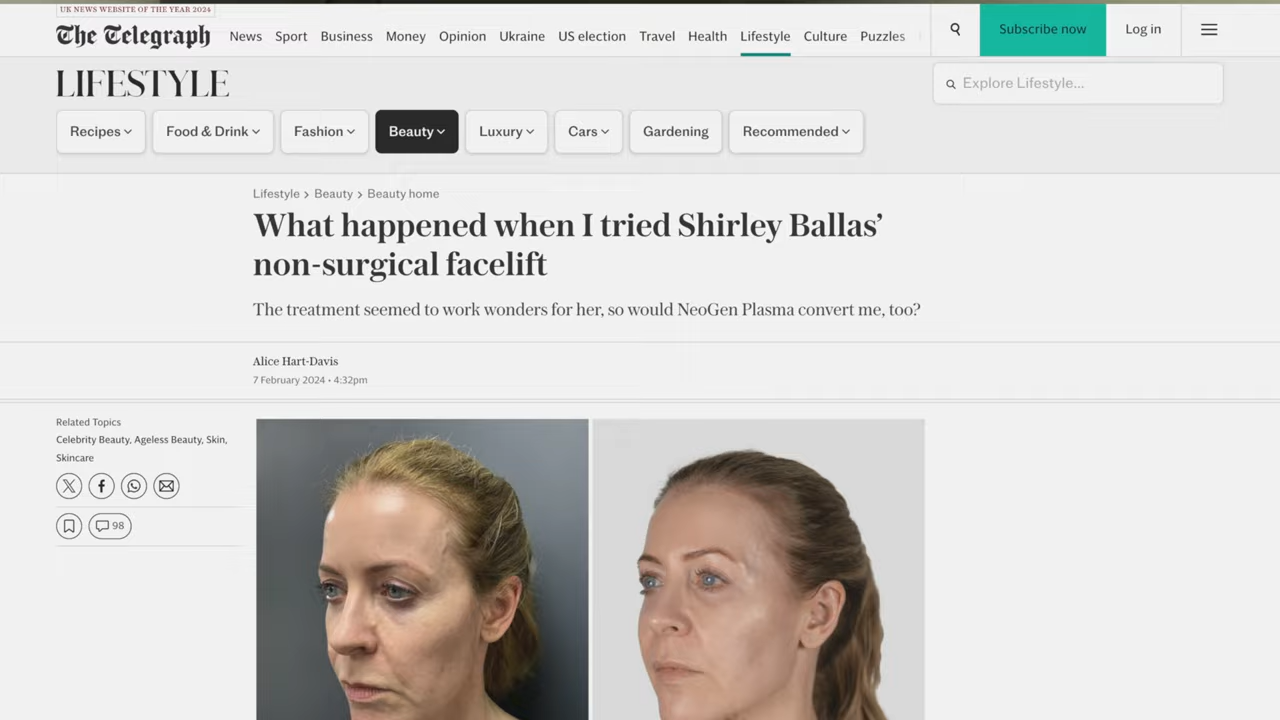 UK NEWS WEBSITE OF THE YEAR 2024
The Telegraph
News Sport Business Money Opinion Ukraine US election Travel Health Lifestyle Culture Puzzles
Subscribe now
Log in
LIFESTYLE
Explore Lifestyle...
Recipes Food & Drink Fashion Beauty Luxury Cars Gardening Recommended
Lifestyle > Beauty > Beauty home
What happened when I tried Shirley Ballas’
non-surgical facelift
The treatment seemed to work wonders for her, so would NeoGen Plasma convert me, too?
Alice Hart-Davis
7 February 2024 • 4:32pm
Related Topics
Celebrity Beauty, Ageless Beauty, Skin,
Skincare
98